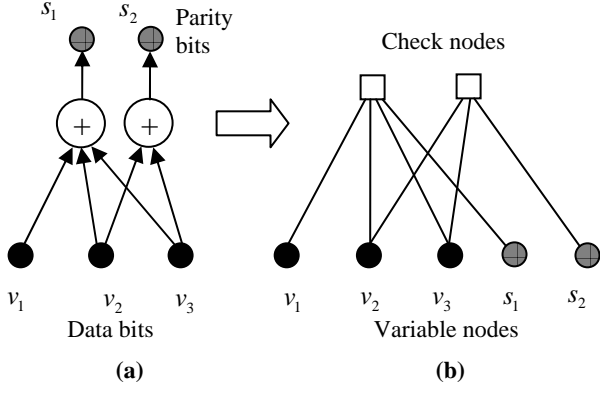 s1 s2 Parity bits
Check nodes
+ +
v1 v2 v3
v1 v2 v3 s1 s2
Data bits
Variable nodes
(a) (b)